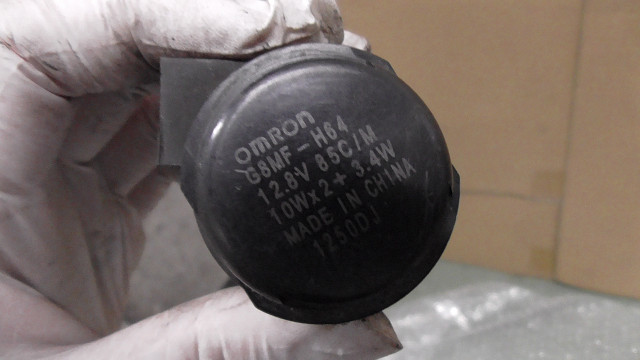 omron
G8MF-H64
12.8V 85C/M
10Wx2+3.4W
MADE IN CHINA
1250DJ